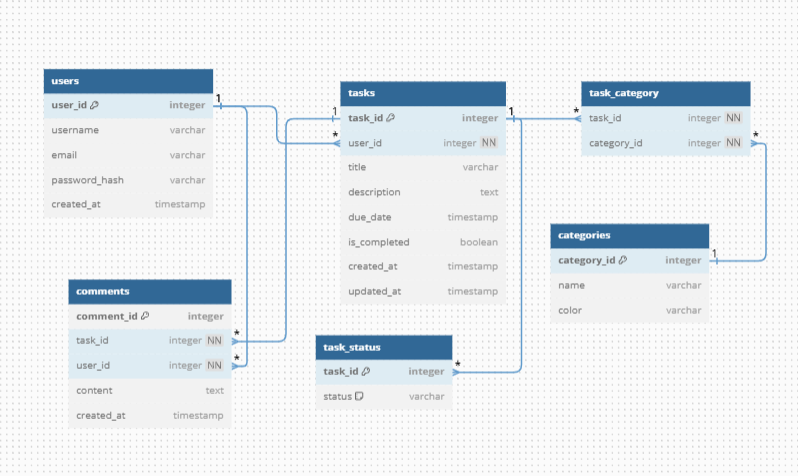 users
user_id integer
username varchar
email varchar
password_hash varchar
created_at timestamp
1
tasks
task_id integer
user_id integer NN
title varchar
description text
due_date timestamp
is_completed boolean
created_at timestamp
updated_at timestamp
1
*
1
task_category
task_id integer NN
category_id integer NN
*
*
categories
category_id integer
name varchar
color varchar
1
comments
comment_id integer
task_id integer NN
user_id integer NN
content text
created_at timestamp
*
*
task_status
task_id integer
status varchar
*